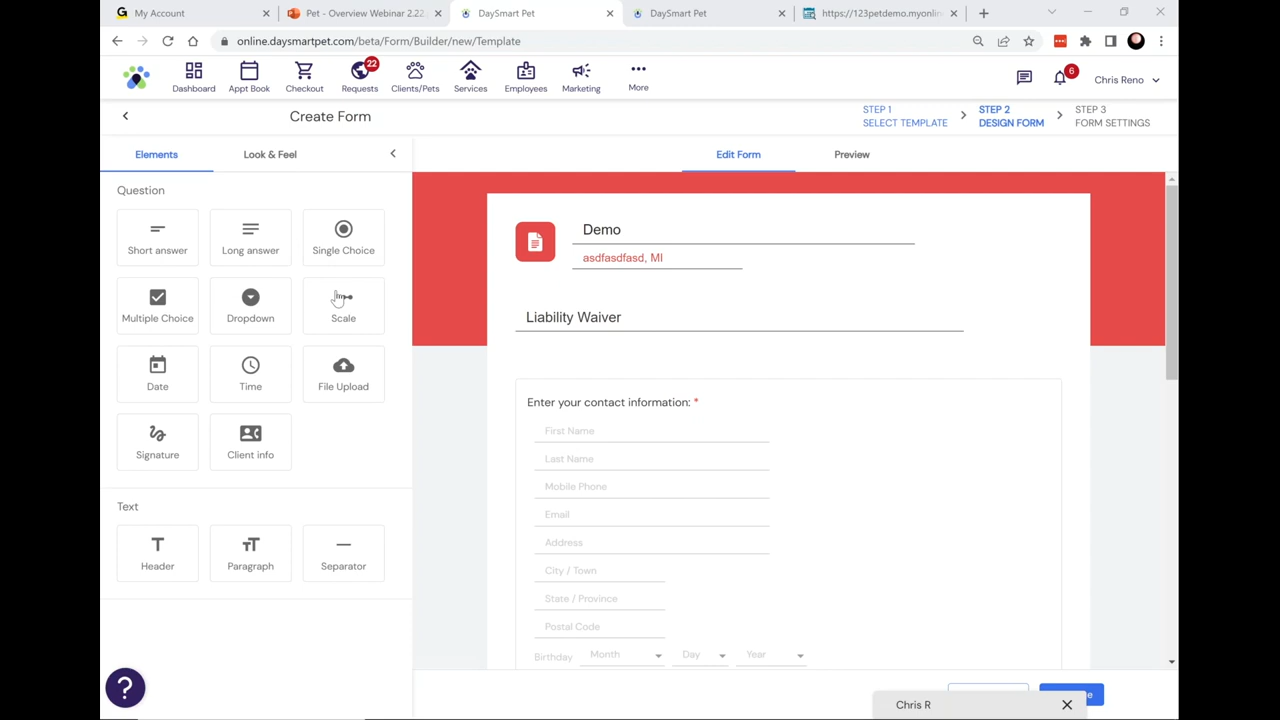 My Account
Pet - Overview Webinar 2.22
DaySmart Pet
DaySmart Pet
https://123petdemo.myonlin
online.daysmartpet.com/beta/Form/Builder/new/Template
Dashboard
Appt Book
Checkout
22
Requests
Clients/Pets
Services
Employees
Marketing
More
6
Chris Reno
Create Form
STEP 1
SELECT TEMPLATE
STEP 2
DESIGN FORM
STEP 3
FORM SETTINGS
Elements
Look & Feel
Edit Form
Preview
Question
Short answer
Long answer
Single Choice
Multiple Choice
Dropdown
Scale
Date
Time
File Upload
Signature
Client info
Text
Header
Paragraph
Separator
Demo
asdfasdfasd, MI
Liability Waiver
Enter your contact information: *
First Name
Last Name
Mobile Phone
Email
Address
City / Town
State / Province
Postal Code
Birthday Month Day Year
?
Chris R